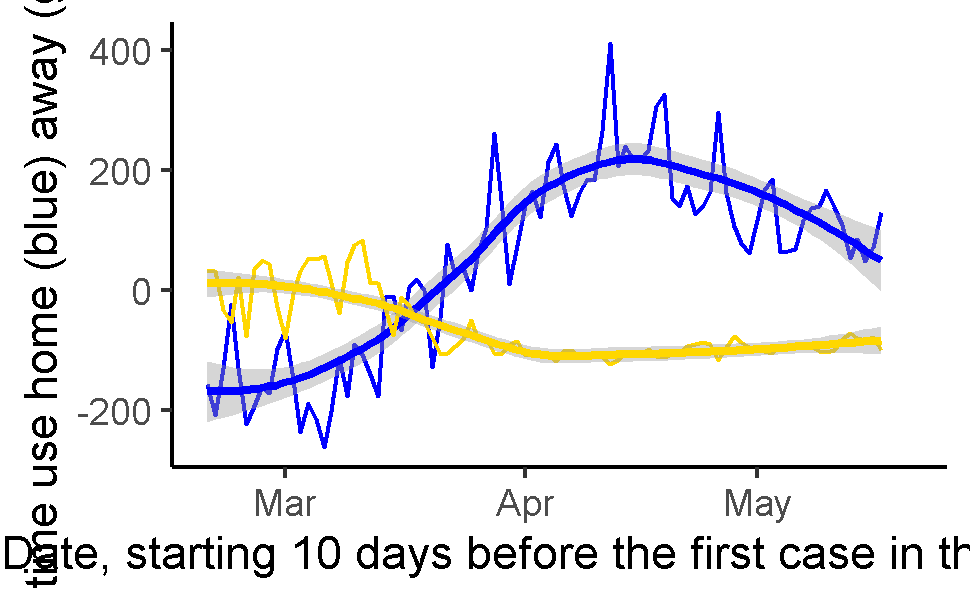 time use home (blue) away (
400
200
0
-200
Mar Apr May
Date, starting 10 days before the first case in th